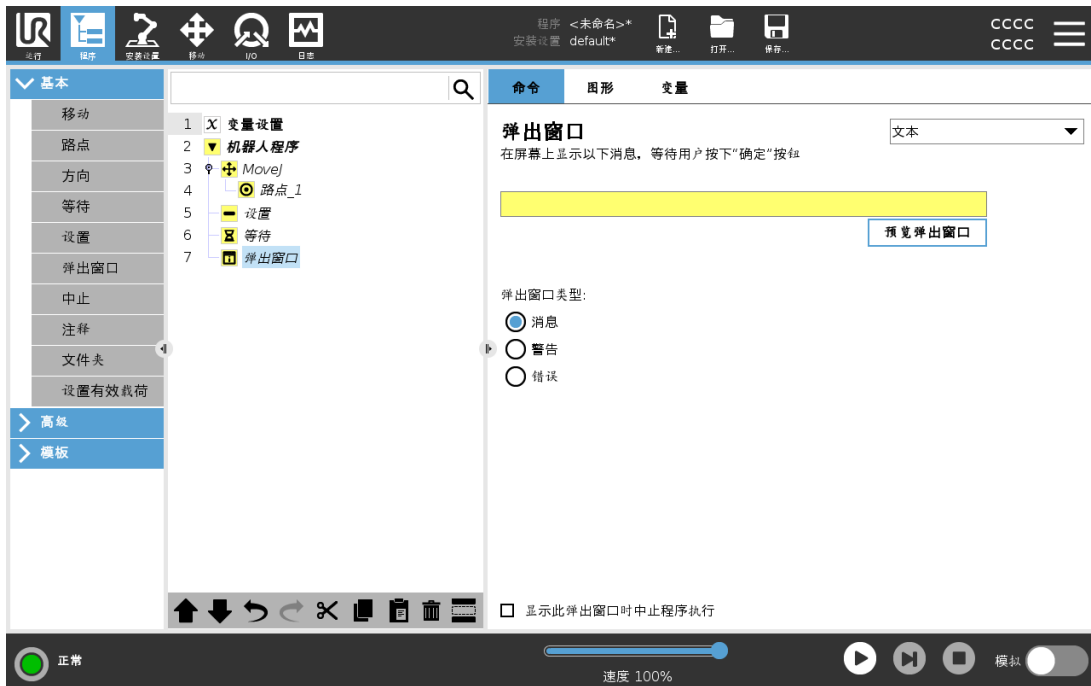 UR
运行 程序 安装设置 移动 I/O 日志
程序 <未命名>*
安装设置 default*
新建... 打开... 保存...
CCCC
CCCC
基本
移动
路点
方向
等待
设置
弹出窗口
中止
注释
文件夹
设置有效载荷
高级
模板
1 X 变量设置
2 机器人程序
3 MoveJ
4 路点_1
5 设置
6 等待
7 弹出窗口
命令 图形 变量
弹出窗口
文本
在屏幕上显示以下消息，等待用户按下“确定”按钮
预览弹出窗口
弹出窗口类型:
消息
警告
错误
显示此弹出窗口时中止程序执行
正常
速度 100%
模拟